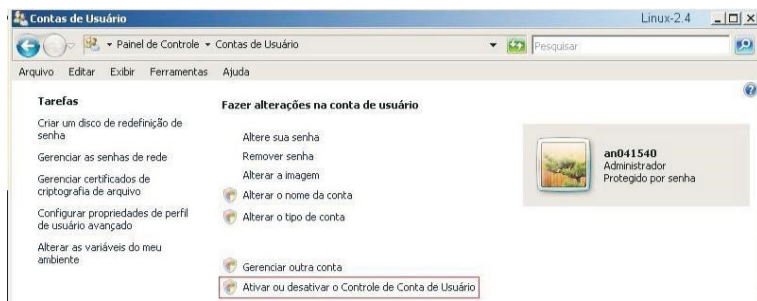 Contas de Usuário
Linux-2.4
Painel de Controle
Contas de Usuário
Pesquisar
Arquivo Editar Exibir Ferramentas Ajuda
Tarefas
Criar um disco de redefinição de
senha
Gerenciar as senhas de rede
Gerenciar certificados de
criptografia de arquivo
Configurar propriedades de perfil
de usuário avançado
Alterar as variáveis do meu
ambiente
Fazer alterações na conta de usuário
Altere sua senha
Remover senha
Alterar a imagem
Alterar o nome da conta
Alterar o tipo de conta
Gerenciar outra conta
Ativar ou desativar o Controle de Conta de Usuário
an041540
Administrador
Protegido por senha